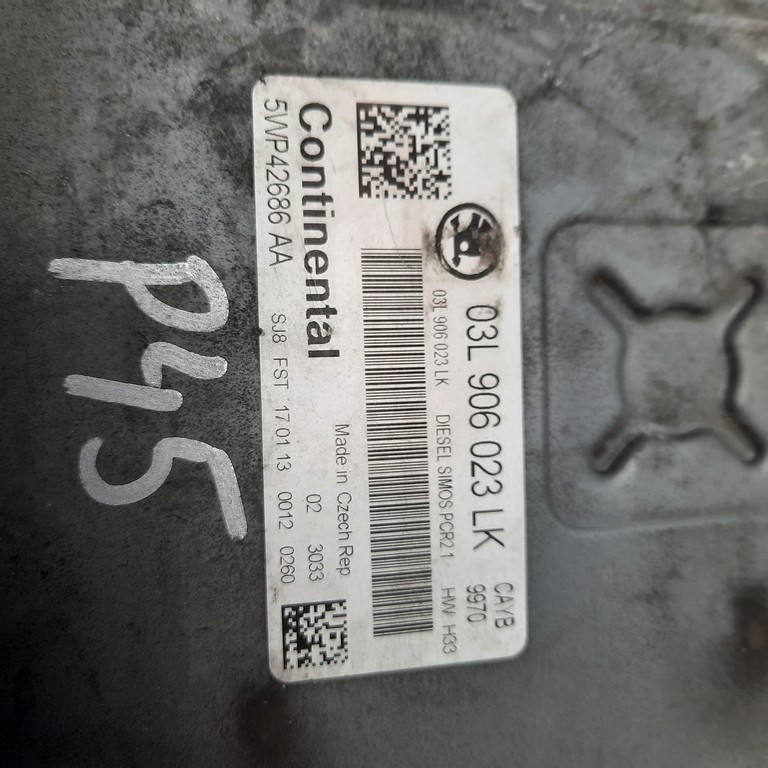 03L 906 023 LK
CAYB
9970
03L 906 023 LK DIESEL SIMOS PCR2.1 HW H33
Made in Czech Rep
Continental
02 3033
5WP42686 AA SJ8 FST 17 01 13 0012 0260
P45